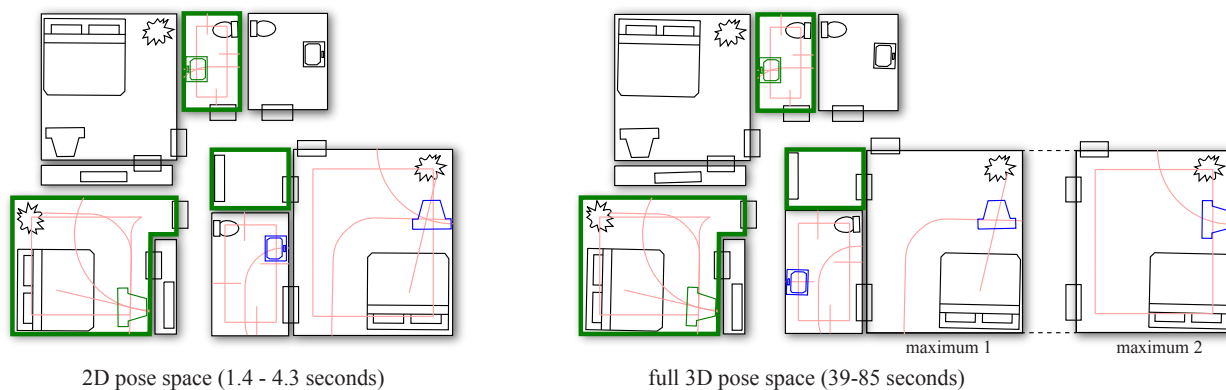 maximum 1
maximum 2
2D pose space (1.4 - 4.3 seconds)
full 3D pose space (39-85 seconds)